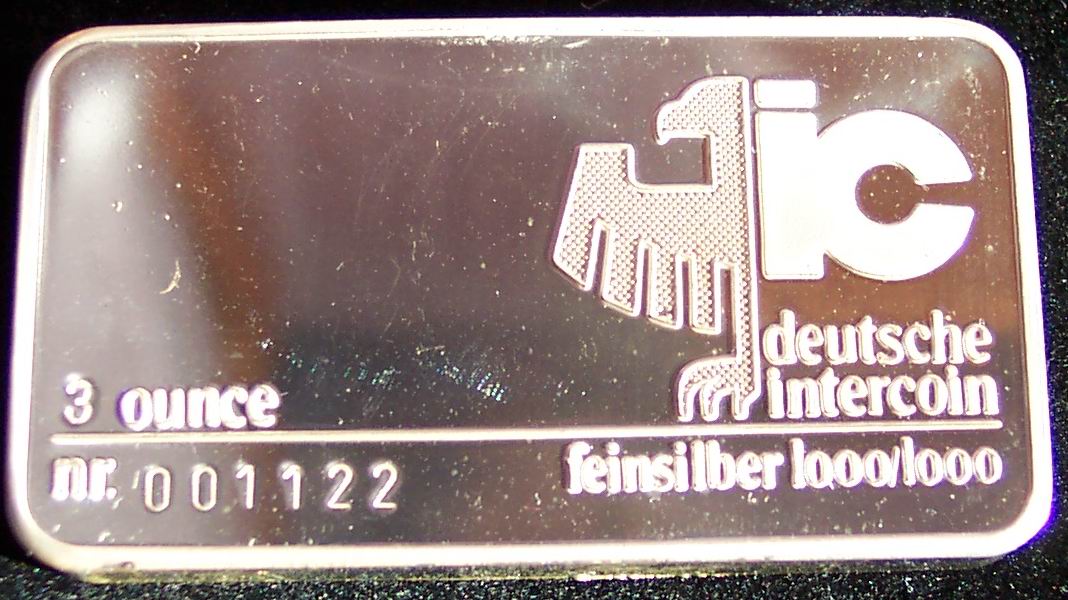 ic
deutsche
intercoin
3 ounce
nr. 001122
feinsilber 1000/1000